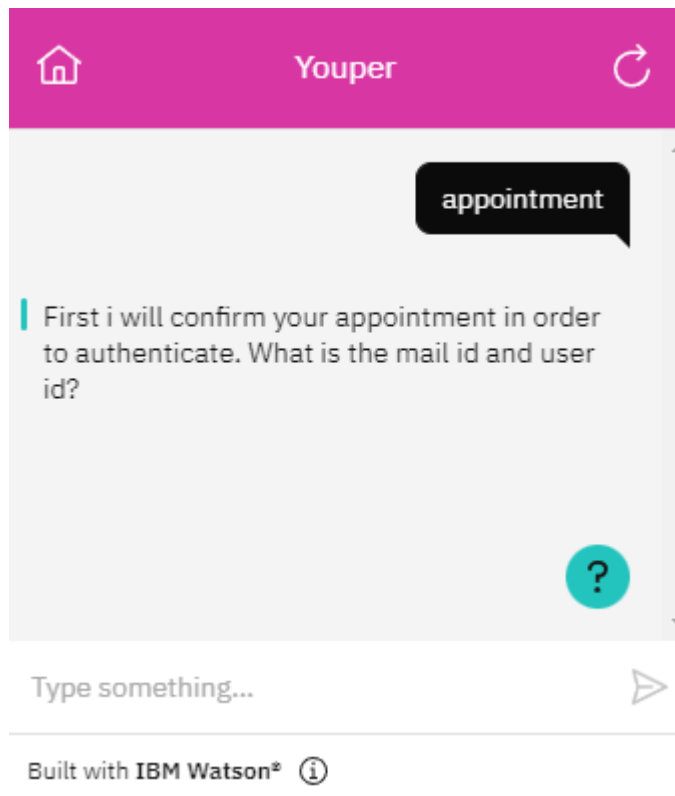 Youper
appointment
First i will confirm your appointment in order
to authenticate. What is the mail id and user
id?
?
Type something...
Built with IBM Watson®